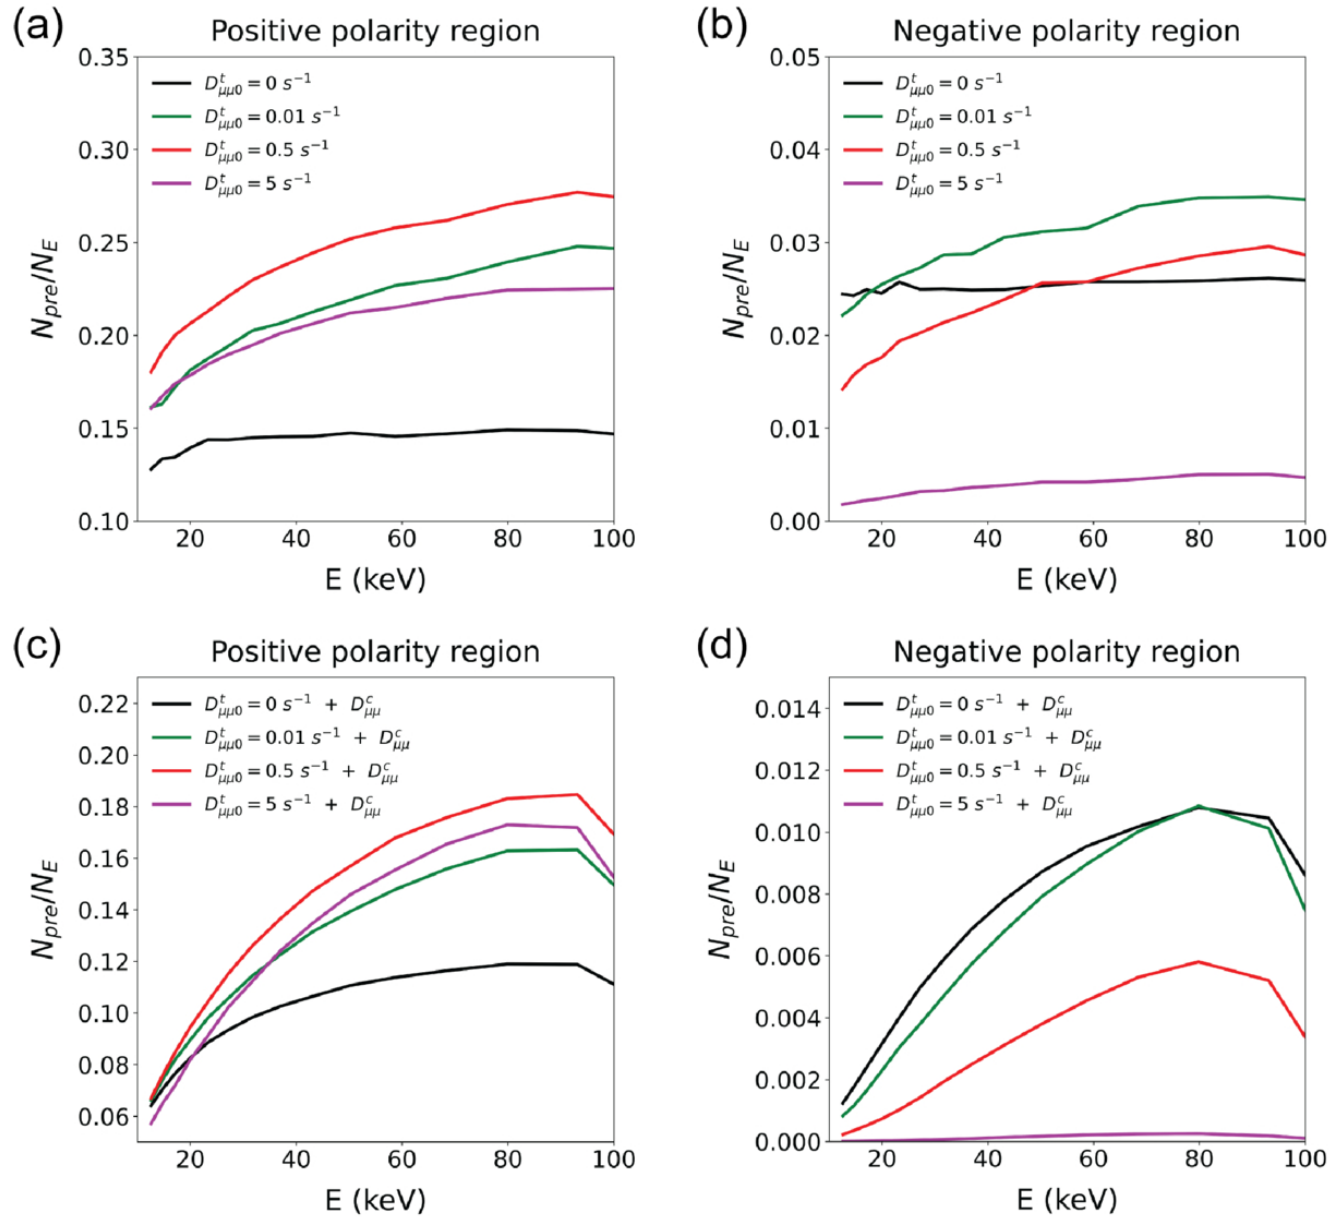 (a)
Positive polarity region
0.35
0.30
0.25
0.20
0.15
0.10
N_pre/N_E
D^t_μμ0 = 0 s⁻¹
D^t_μμ0 = 0.01 s⁻¹
D^t_μμ0 = 0.5 s⁻¹
D^t_μμ0 = 5 s⁻¹
20 40 60 80 100
E (keV)
(b)
Negative polarity region
0.05
0.04
0.03
0.02
0.01
0.00
N_pre/N_E
D^t_μμ0 = 0 s⁻¹
D^t_μμ0 = 0.01 s⁻¹
D^t_μμ0 = 0.5 s⁻¹
D^t_μμ0 = 5 s⁻¹
20 40 60 80 100
E (keV)
(c)
Positive polarity region
0.22
0.20
0.18
0.16
0.14
0.12
0.10
0.08
0.06
N_pre/N_E
D^t_μμ0 = 0 s⁻¹ + D^c_μμ
D^t_μμ0 = 0.01 s⁻¹ + D^c_μμ
D^t_μμ0 = 0.5 s⁻¹ + D^c_μμ
D^t_μμ0 = 5 s⁻¹ + D^c_μμ
20 40 60 80 100
E (keV)
(d)
Negative polarity region
0.014
0.012
0.010
0.008
0.006
0.004
0.002
0.000
N_pre/N_E
D^t_μμ0 = 0 s⁻¹ + D^c_μμ
D^t_μμ0 = 0.01 s⁻¹ + D^c_μμ
D^t_μμ0 = 0.5 s⁻¹ + D^c_μμ
D^t_μμ0 = 5 s⁻¹ + D^c_μμ
20 40 60 80 100
E (keV)